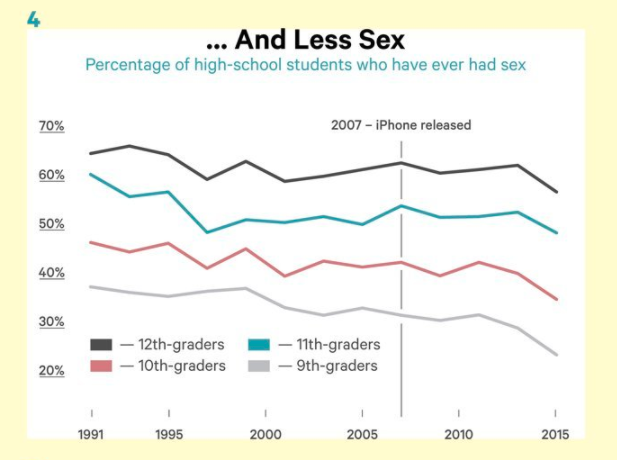 4
... And Less Sex
Percentage of high-school students who have ever had sex
2007 – iPhone released
70%
60%
50%
40%
30%
20%
— 12th-graders — 11th-graders
— 10th-graders — 9th-graders
1991 1995 2000 2005 2010 2015